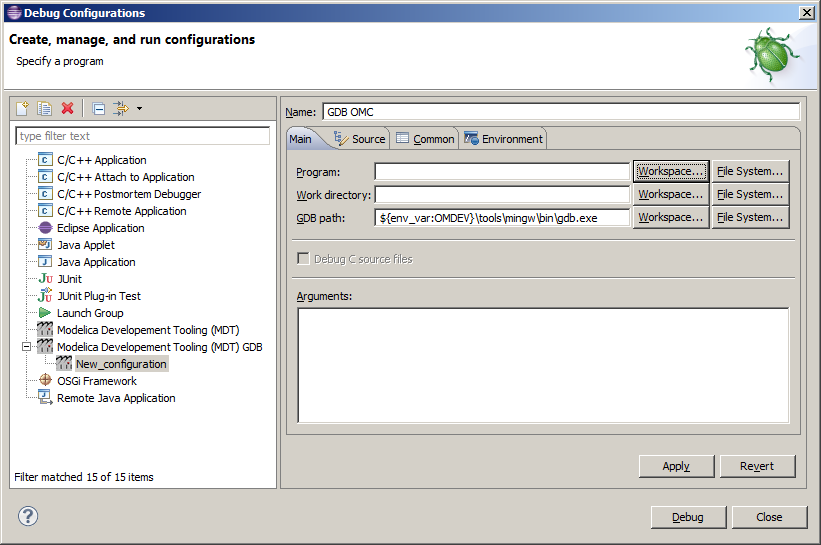 Debug Configurations
Create, manage, and run configurations
Specify a program
type filter text
C/C++ Application
C/C++ Attach to Application
C/C++ Postmortem Debugger
C/C++ Remote Application
Eclipse Application
Java Applet
Java Application
JUnit
JUnit Plug-in Test
Launch Group
Modelica Developement Tooling (MDT)
Modelica Developement Tooling (MDT) GDB
New_configuration
OSGi Framework
Remote Java Application
Filter matched 15 of 15 items
Name: GDB OMC
Main Source Common Environment
Program: Workspace... File System...
Work directory: Workspace... File System...
GDB path: ${env_var:OMDEV}\tools\mingw\bin\gdb.exe Workspace... File System...
Debug C source files
Arguments:
Apply Revert
Debug Close